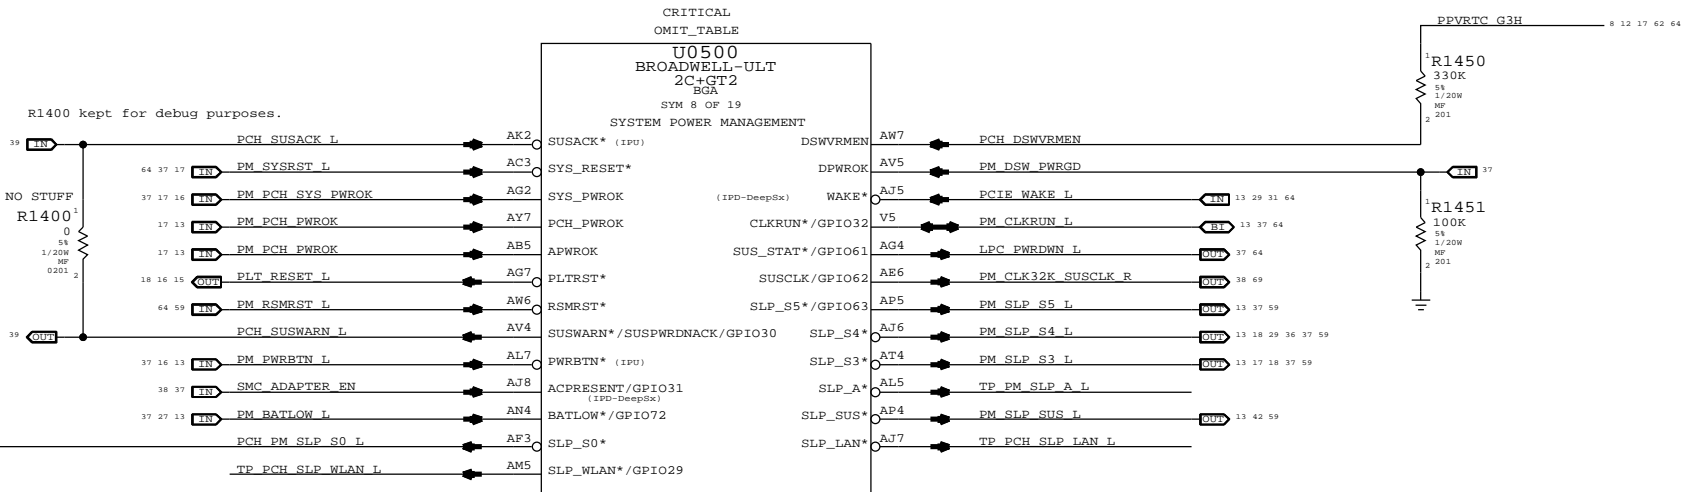 CRITICAL
OMIT_TABLE
U0500
BROADWELL-ULT
2C+GT2
BGA
SYM 8 OF 19
SYSTEM POWER MANAGEMENT
PPVRTC_G3H
8 12 17 62 64
1
R1450
330K
5%
1/20W
MF
201
2
R1400 kept for debug purposes.
39 IN PCH_SUSACK_L AK2 SUSACK* (IPU)
DSWVRMEN AW7 PCH_DSWVRMEN
64 37 17 IN PM_SYSRST_L AC3 SYS_RESET*
DPWROK AV5 PM_DSW_PWRGD IN 37
37 17 16 IN PM_PCH_SYS_PWROK AG2 SYS_PWROK
(IPD-DeepSx) WAKE* AJ5 PCIE_WAKE_L IN 13 29 31 64
17 13 IN PM_PCH_PWROK AY7 PCH_PWROK
CLKRUN*/GPIO32 V5 PM_CLKRUN_L BI 13 37 64
17 13 IN PM_PCH_PWROK AB5 APWROK
SUS_STAT*/GPIO61 AG4 LPC_PWRDWN_L OUT 37 64
18 16 15 OUT PLT_RESET_L AG7 PLTRST*
SUSCLK/GPIO62 AE6 PM_CLK32K_SUSCLK_R OUT 38 69
64 59 IN PM_RSMRST_L AW6 RSMRST*
SLP_S5*/GPIO63 AP5 PM_SLP_S5_L OUT 13 37 59
39 OUT PCH_SUSWARN_L AV4 SUSWARN*/SUSPWRDNACK/GPIO30
SLP_S4* AJ6 PM_SLP_S4_L OUT 13 18 29 36 37 59
37 16 13 IN PM_PWRBTN_L AL7 PWRBTN* (IPU)
SLP_S3* AT4 PM_SLP_S3_L OUT 13 17 18 37 59
38 37 IN SMC_ADAPTER_EN AJ8 ACPRESENT/GPIO31
(IPD-DeepSx)
SLP_A* AL5 TP_PM_SLP_A_L
37 27 13 IN PM_BATLOW_L AN4 BATLOW*/GPIO72
SLP_SUS* AP4 PM_SLP_SUS_L OUT 13 42 59
PCH_PM_SLP_S0_L AF3 SLP_S0*
SLP_LAN* AJ7 TP_PCH_SLP_LAN_L
TP_PCH_SLP_WLAN_L AM5 SLP_WLAN*/GPIO29
NO STUFF
R1400
1
0
5%
1/20W
MF
0201
2
1
R1451
100K
5%
1/20W
MF
201
2